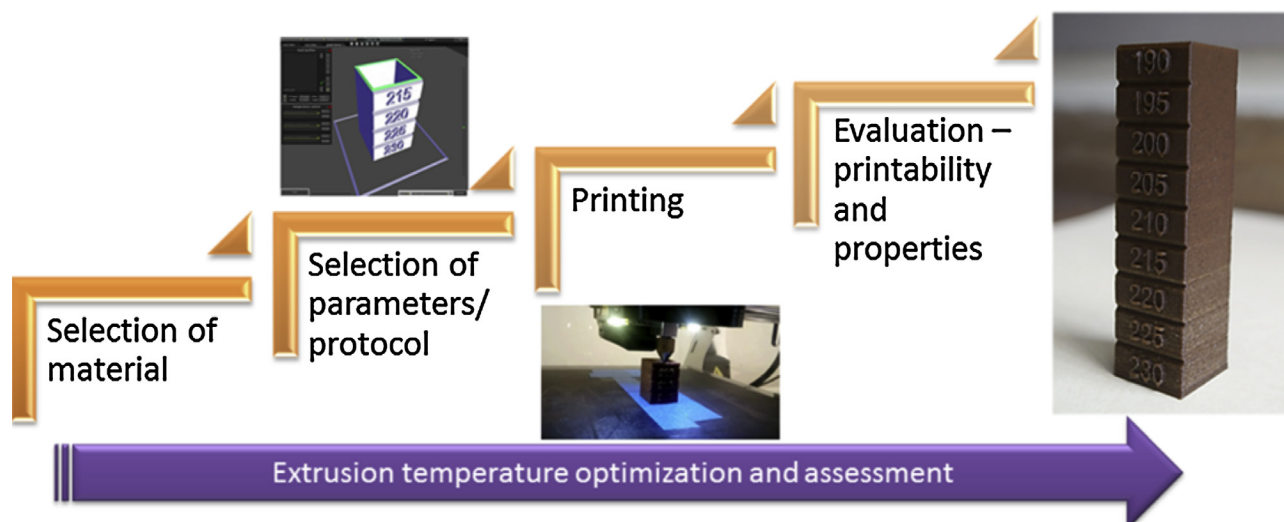 215
220
225
230
Selection of
material
Selection of
parameters/
protocol
Printing
Evaluation –
printability
and
properties
190
195
200
205
210
215
220
225
230
Extrusion temperature optimization and assessment